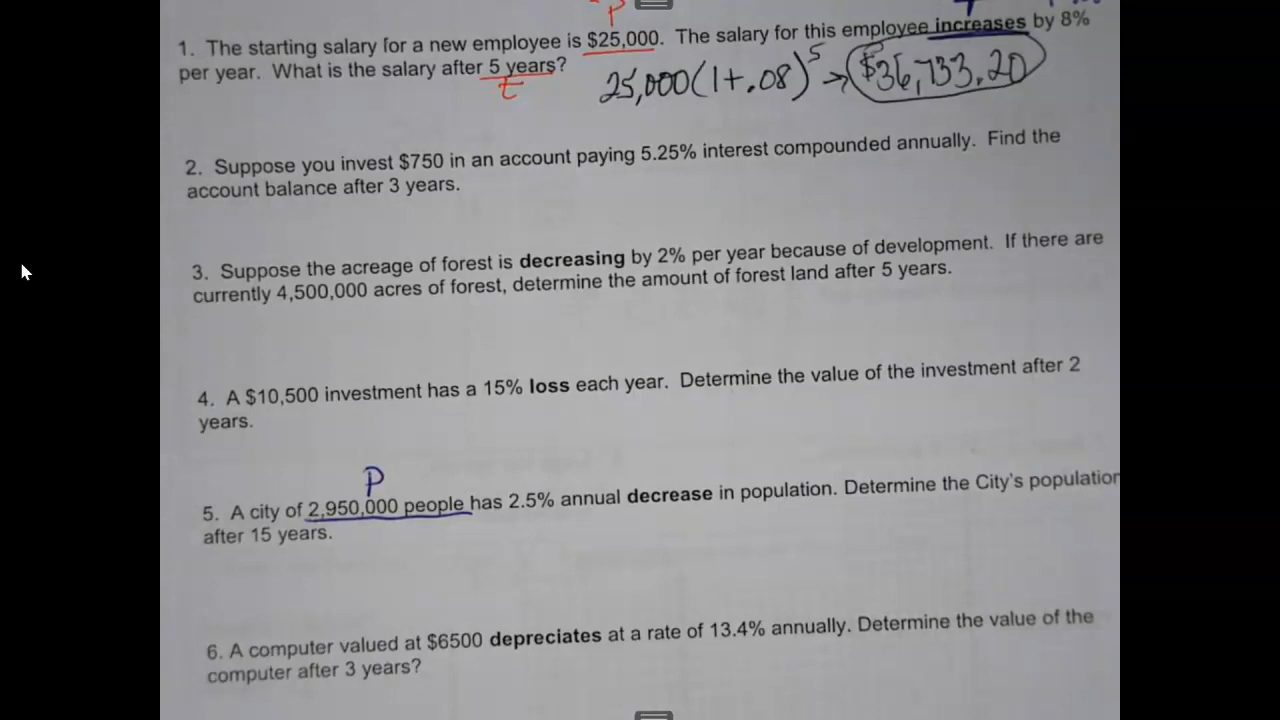 P
1. The starting salary for a new employee is $25,000. The salary for this employee increases by 8%
per year. What is the salary after 5 years?
t
25,000(1+.08)^5 → $36,733.20
2. Suppose you invest $750 in an account paying 5.25% interest compounded annually. Find the
account balance after 3 years.
3. Suppose the acreage of forest is decreasing by 2% per year because of development. If there are
currently 4,500,000 acres of forest, determine the amount of forest land after 5 years.
4. A $10,500 investment has a 15% loss each year. Determine the value of the investment after 2
years.
P
5. A city of 2,950,000 people has 2.5% annual decrease in population. Determine the City's population
after 15 years.
6. A computer valued at $6500 depreciates at a rate of 13.4% annually. Determine the value of the
computer after 3 years?